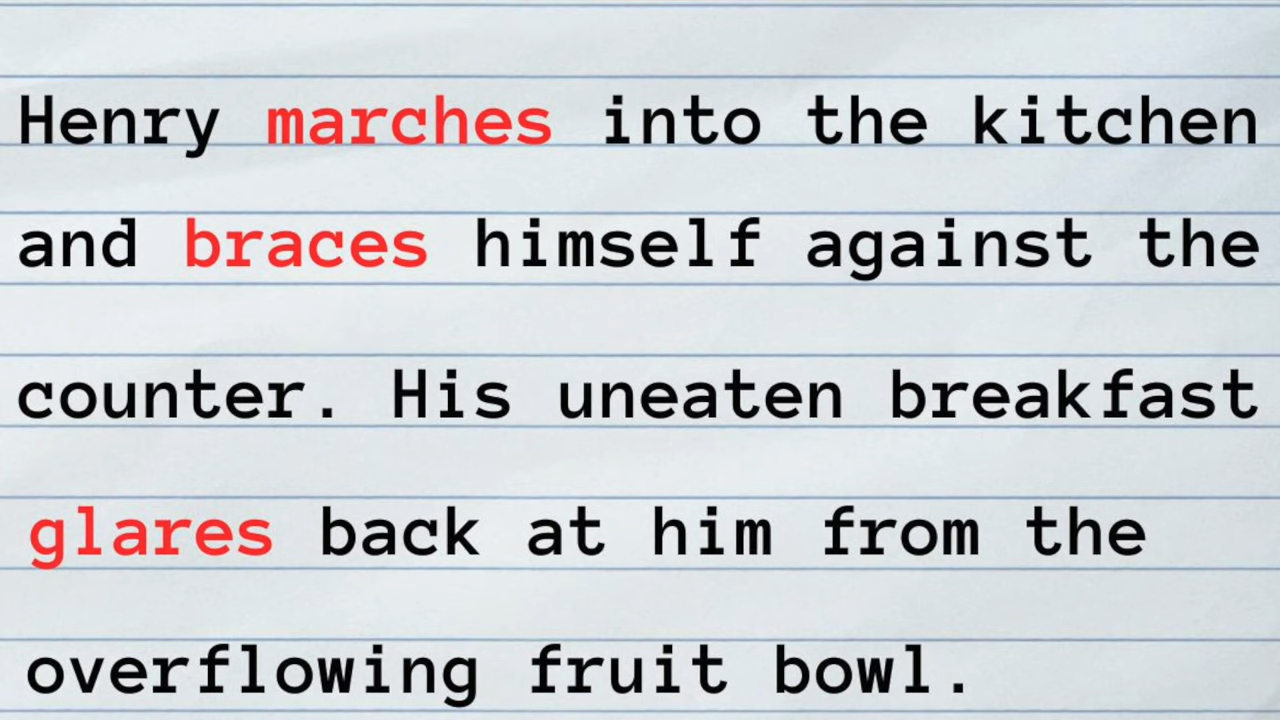 Henry marches into the kitchen
and braces himself against the
counter. His uneaten breakfast
glares back at him from the
overflowing fruit bowl.